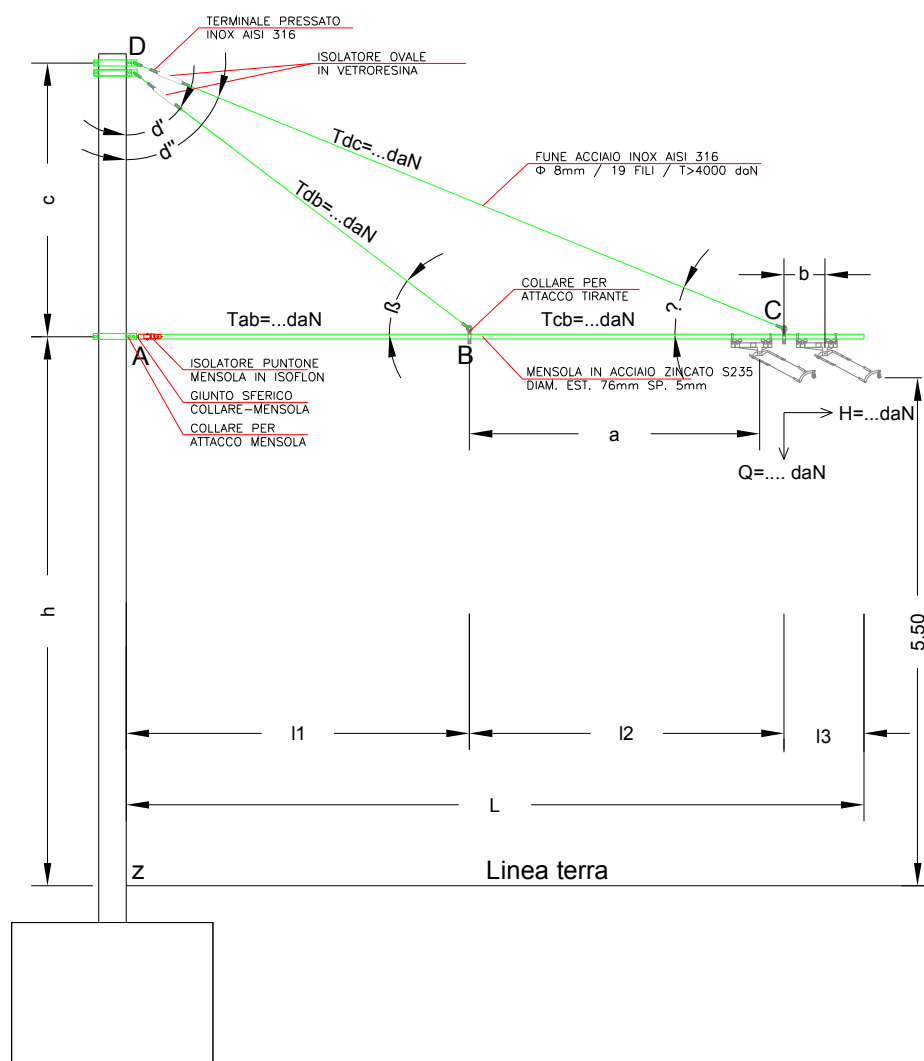 TERMINALE PRESSATO
INOX AISI 316
D
ISOLATORE OVALE
IN VETRORESINA
d'
d"
Tdc=...daN
FUNE ACCIAIO INOX AISI 316
Φ 8mm / 19 FILI / T>4000 daN
Tdb=...daN
c
ß
?
COLLARE PER
ATTACCO TIRANTE
b
C
Tab=...daN
Tcb=...daN
A
B
ISOLATORE PUNTONE
MENSOLA IN ISOFLON
GIUNTO SFERICO
COLLARE-MENSOLA
COLLARE PER
ATTACCO MENSOLA
MENSOLA IN ACCIAIO ZINCATO S235
DIAM. EST. 76mm SP. 5mm
H=...daN
a
Q=.... daN
h
5.50
l1
l2
l3
L
z
Linea terra